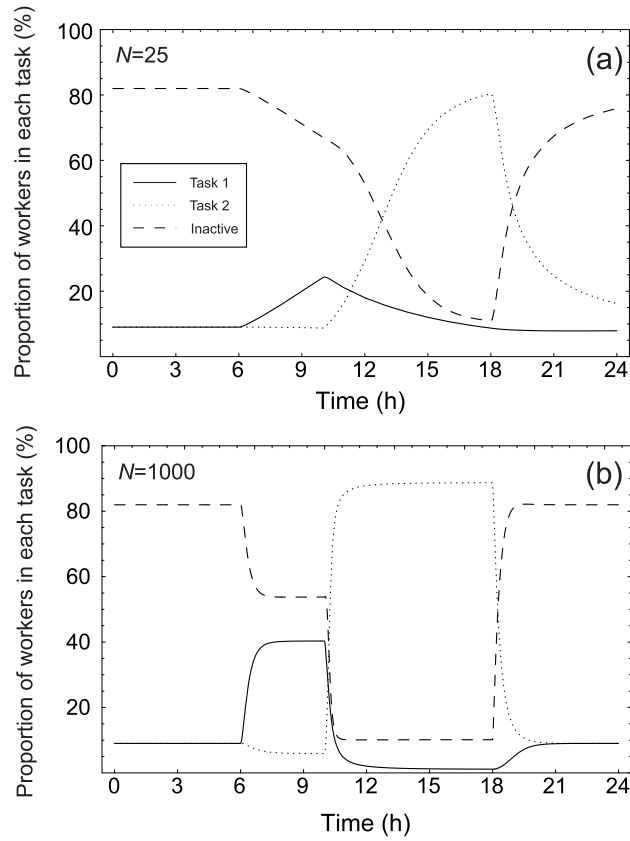 Proportion of workers in each task (%)
100
80
60
40
20
N=25
(a)
Task 1
Task 2
Inactive
0 3 6 9 12 15 18 21 24
Time (h)
Proportion of workers in each task (%)
100
80
60
40
20
N=1000
(b)
0 3 6 9 12 15 18 21 24
Time (h)